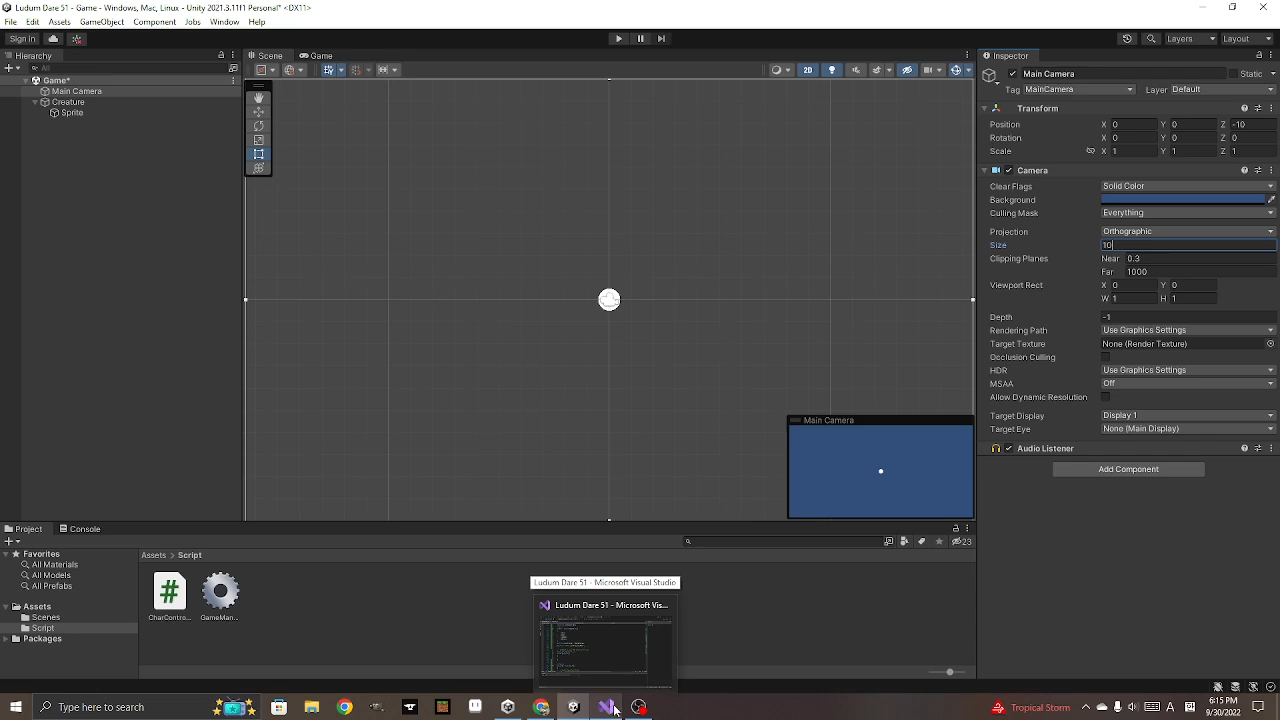 Ludum Dare 51 - Game - Windows, Mac, Linux - Unity 2021.3.11f1 Personal* <DX11>
File Edit Assets GameObject Component Jobs Window Help
Sign In
Layers
Layout
Hierarchy
All
Game*
Main Camera
Creature
Sprite
Scene
Game
2D
Main Camera
Inspector
Main Camera
Static
Tag MainCamera
Layer Default
Transform
Position X 0 Y 0 Z -10
Rotation X 0 Y 0 Z 0
Scale X 1 Y 1 Z 1
Camera
Clear Flags Solid Color
Background
Culling Mask Everything
Projection Orthographic
Size 10
Clipping Planes Near 0.3
Far 1000
Viewport Rect X 0 Y 0
W 1 H 1
Depth -1
Rendering Path Use Graphics Settings
Target Texture None (Render Texture)
Occlusion Culling
HDR Use Graphics Settings
MSAA Off
Allow Dynamic Resolution
Target Display Display 1
Target Eye None (Main Display)
Audio Listener
Add Component
Project
Console
23
Favorites
All Materials
All Models
All Prefabs
Assets
Scenes
Script
Packages
Assets > Script
CharContro...
GameMan...
Ludum Dare 51 - Microsoft Visual Studio
Ludum Dare 51 - Microsoft Vis...
Type here to search
Tropical Storm
A
6:15 PM
9/30/2022